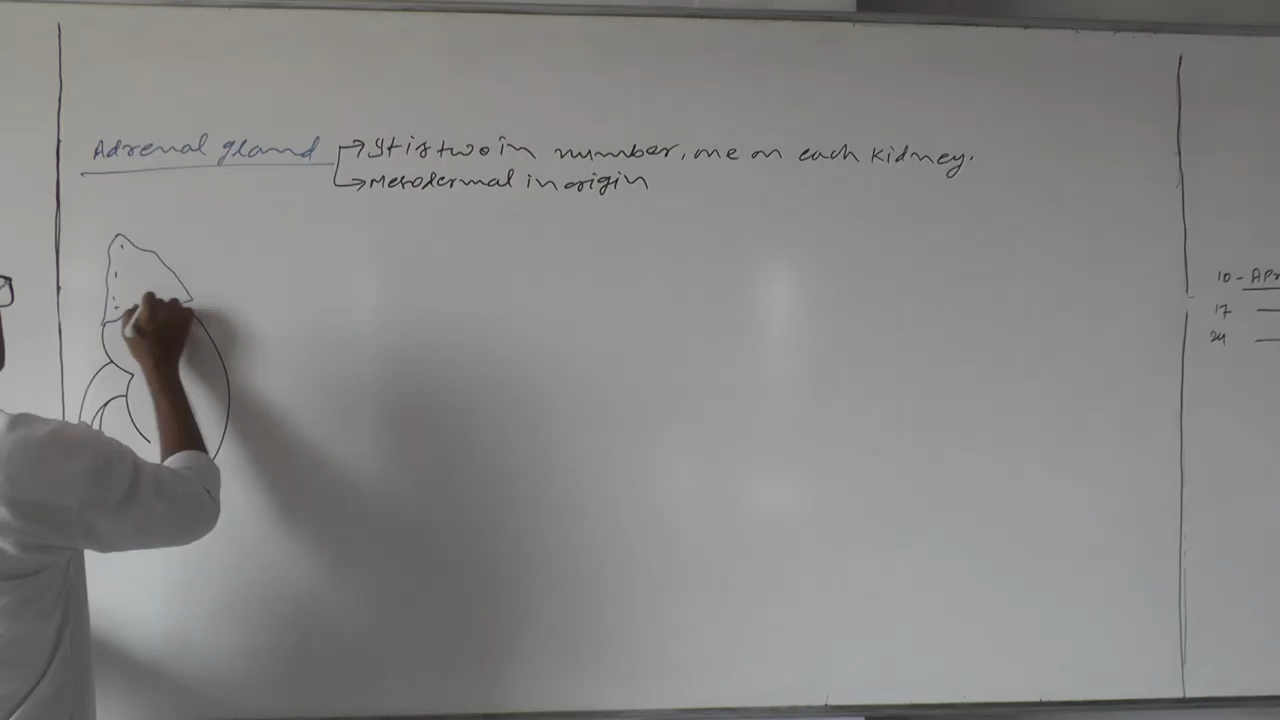 Adrenal gland → It is two in number, one on each kidney.
→ Mesodermal in origin
10 - Apr
17 —
24 —